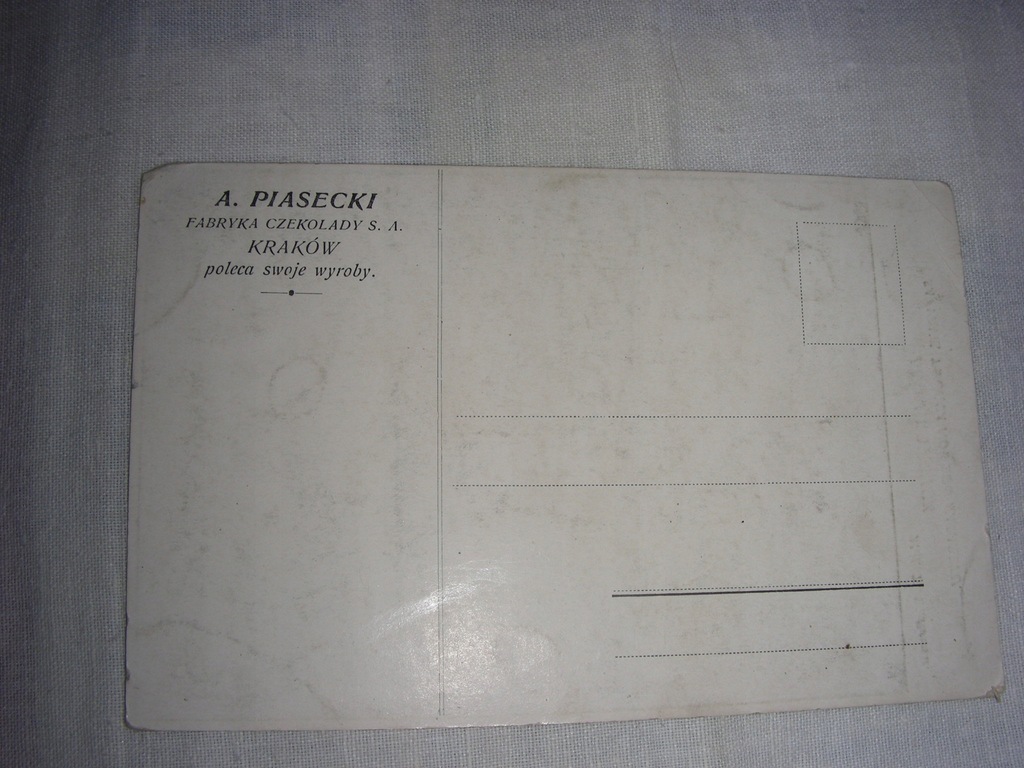 A. PIASECKI
FABRYKA CZEKOLADY S. A.
KRAKÓW
poleca swoje wyroby.